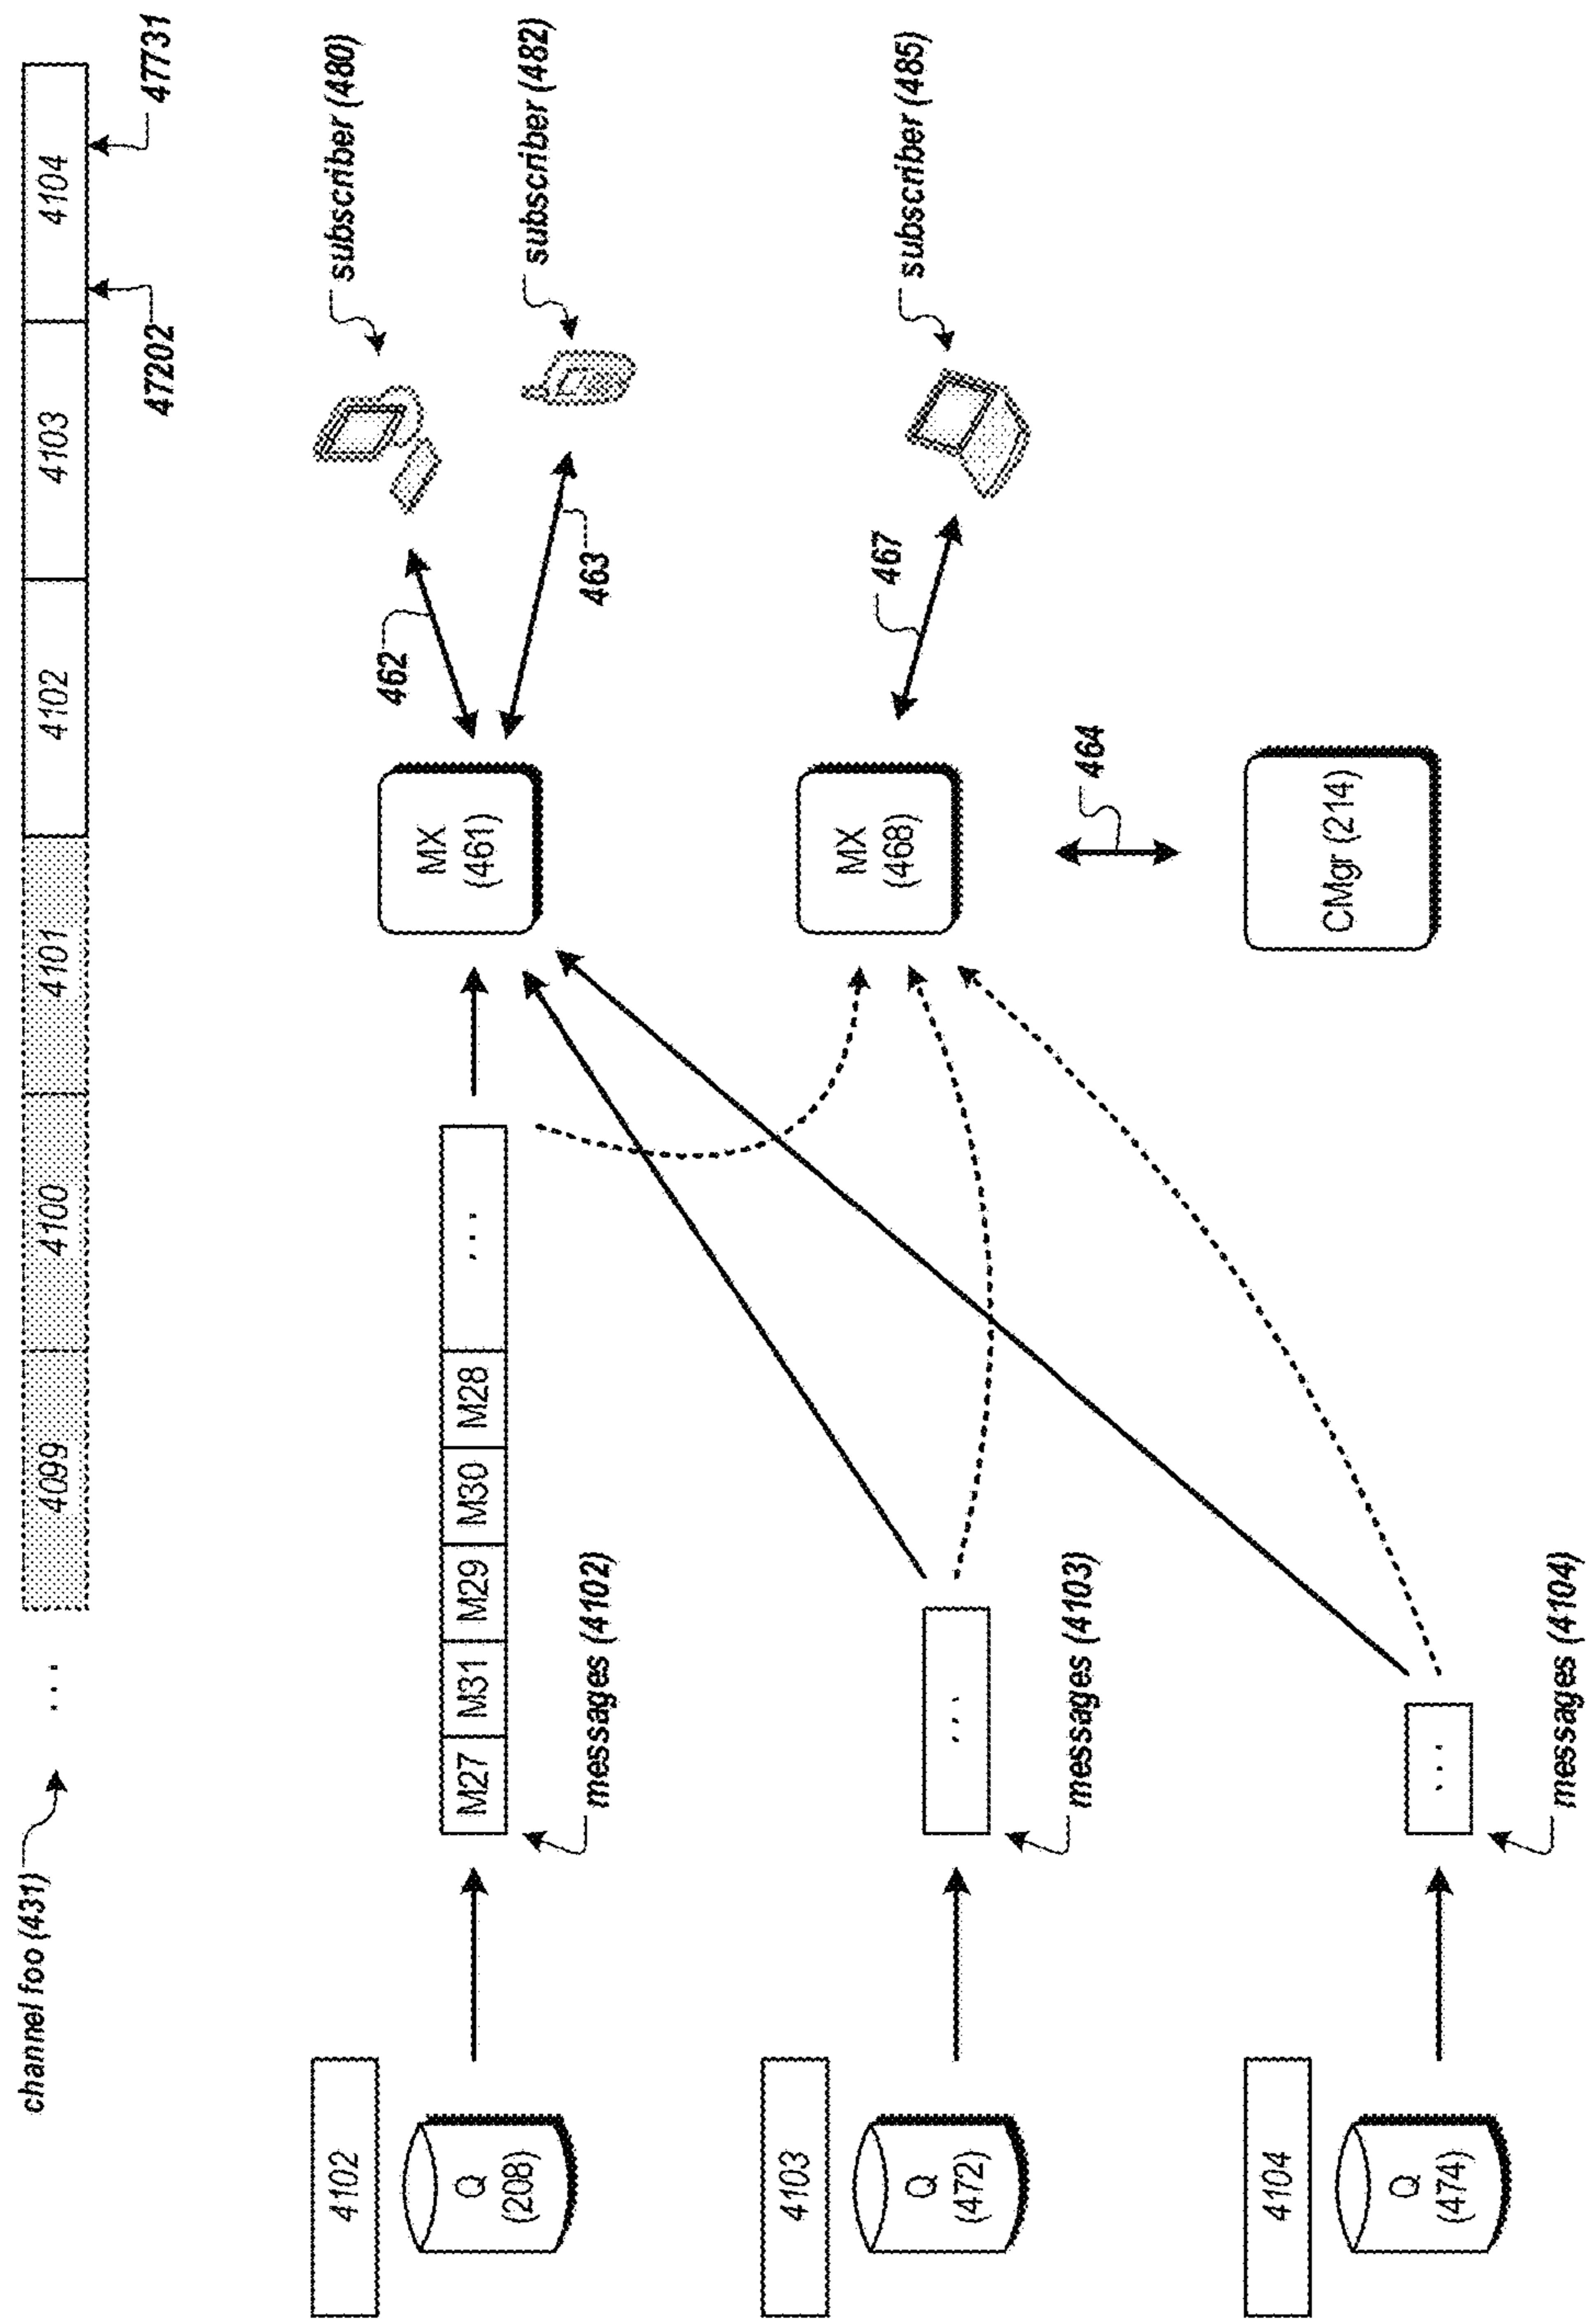 channel foo (431)
...
4099
4100
4101
4102
4103
4104
47202
47731
4102
Q
(208)
M27
M31
M29
M30
M28
...
messages (4102)
MX
(461)
462
463
subscriber (480)
subscriber (482)
4103
Q
(472)
...
messages (4103)
MX
(468)
467
subscriber (485)
464
4104
Q
(474)
...
messages (4104)
CMgr (214)